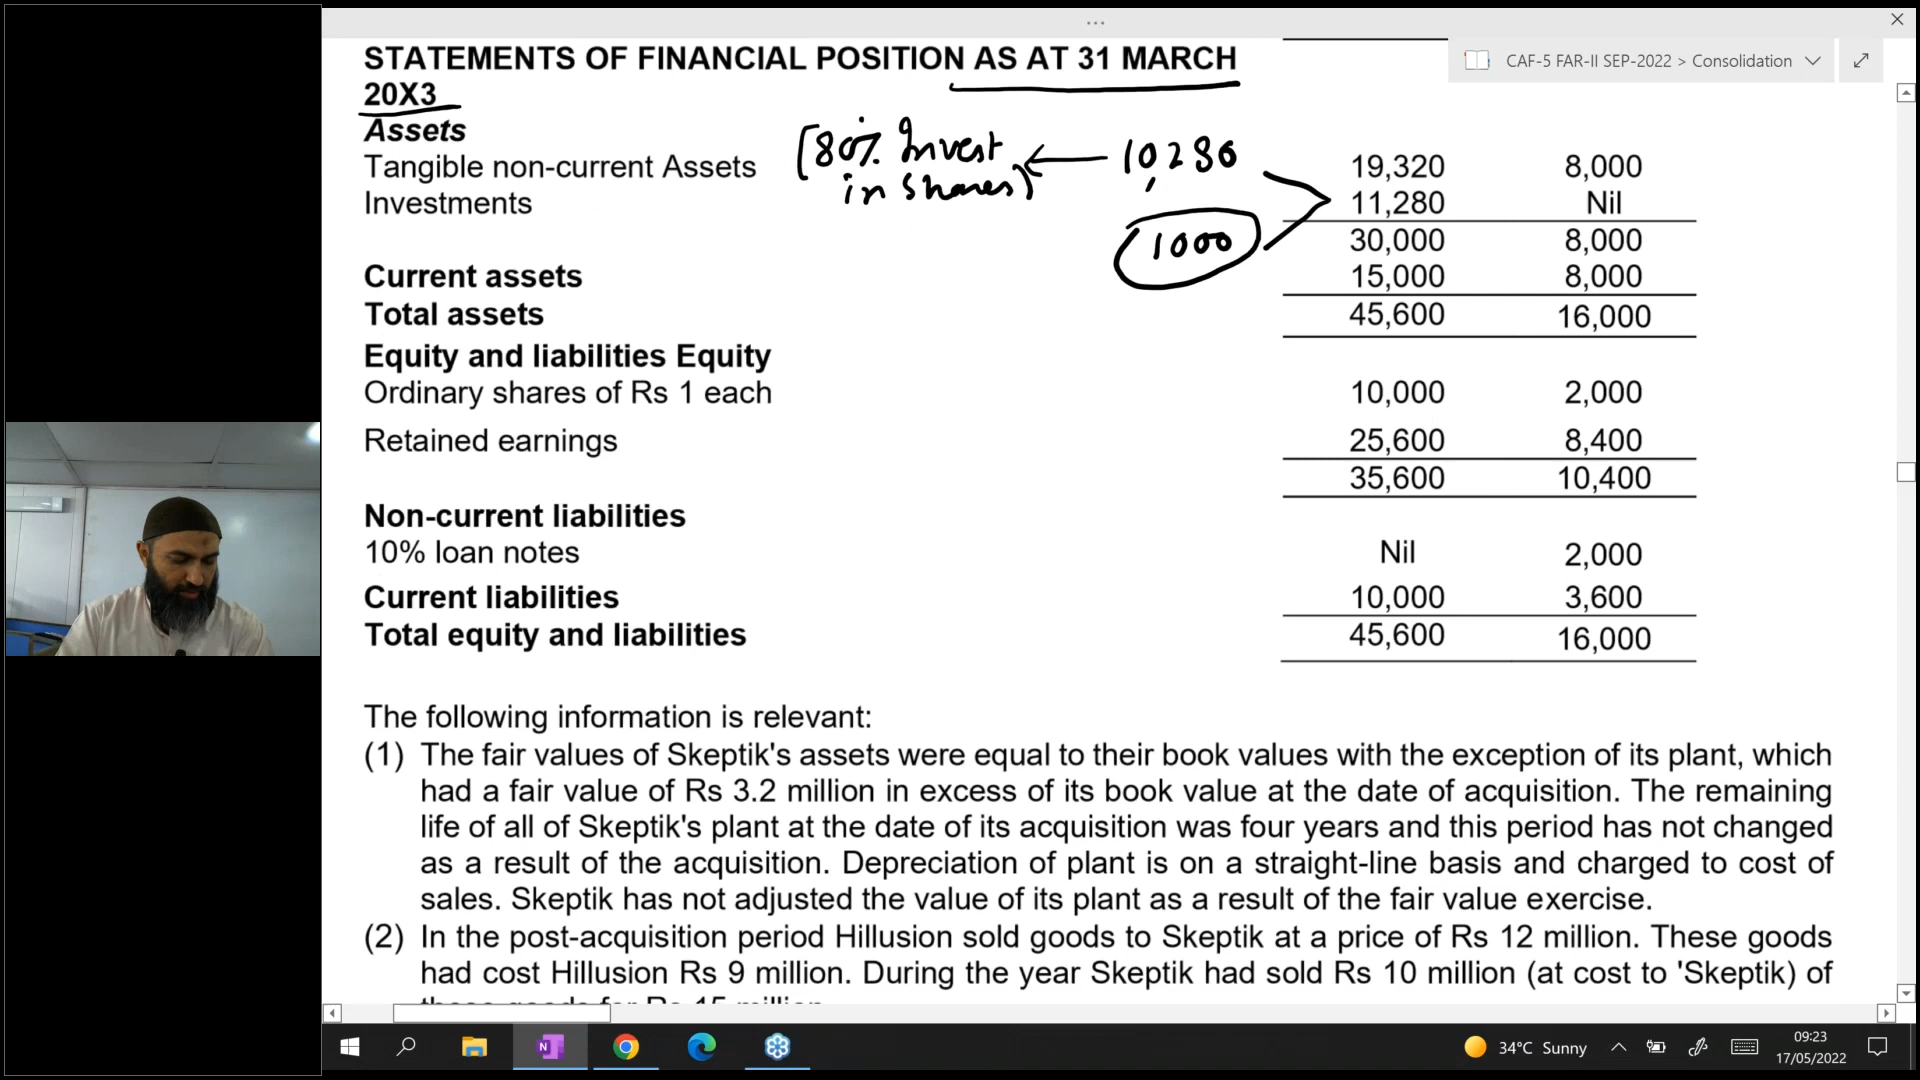 ...
CAF-5 FAR-II SEP-2022 > Consolidation
STATEMENTS OF FINANCIAL POSITION AS AT 31 MARCH
20X3
Assets
[80% Invest in Shares] 10,280
1000
Tangible non-current Assets 19,320 8,000
Investments 11,280 Nil
30,000 8,000
Current assets 15,000 8,000
Total assets 45,600 16,000
Equity and liabilities Equity
Ordinary shares of Rs 1 each 10,000 2,000
Retained earnings 25,600 8,400
35,600 10,400
Non-current liabilities
10% loan notes Nil 2,000
Current liabilities 10,000 3,600
Total equity and liabilities 45,600 16,000
The following information is relevant:
(1) The fair values of Skeptik's assets were equal to their book values with the exception of its plant, which
had a fair value of Rs 3.2 million in excess of its book value at the date of acquisition. The remaining
life of all of Skeptik's plant at the date of its acquisition was four years and this period has not changed
as a result of the acquisition. Depreciation of plant is on a straight-line basis and charged to cost of
sales. Skeptik has not adjusted the value of its plant as a result of the fair value exercise.
(2) In the post-acquisition period Hillusion sold goods to Skeptik at a price of Rs 12 million. These goods
had cost Hillusion Rs 9 million. During the year Skeptik had sold Rs 10 million (at cost to 'Skeptik) of
34°C Sunny
09:23
17/05/2022